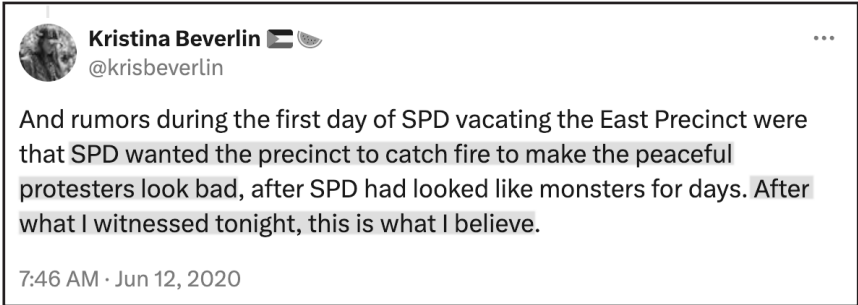 Kristina Beverlin 🇵🇸🍉
@krisbeverlin
And rumors during the first day of SPD vacating the East Precinct were
that SPD wanted the precinct to catch fire to make the peaceful
protesters look bad, after SPD had looked like monsters for days. After
what I witnessed tonight, this is what I believe.
7:46 AM · Jun 12, 2020